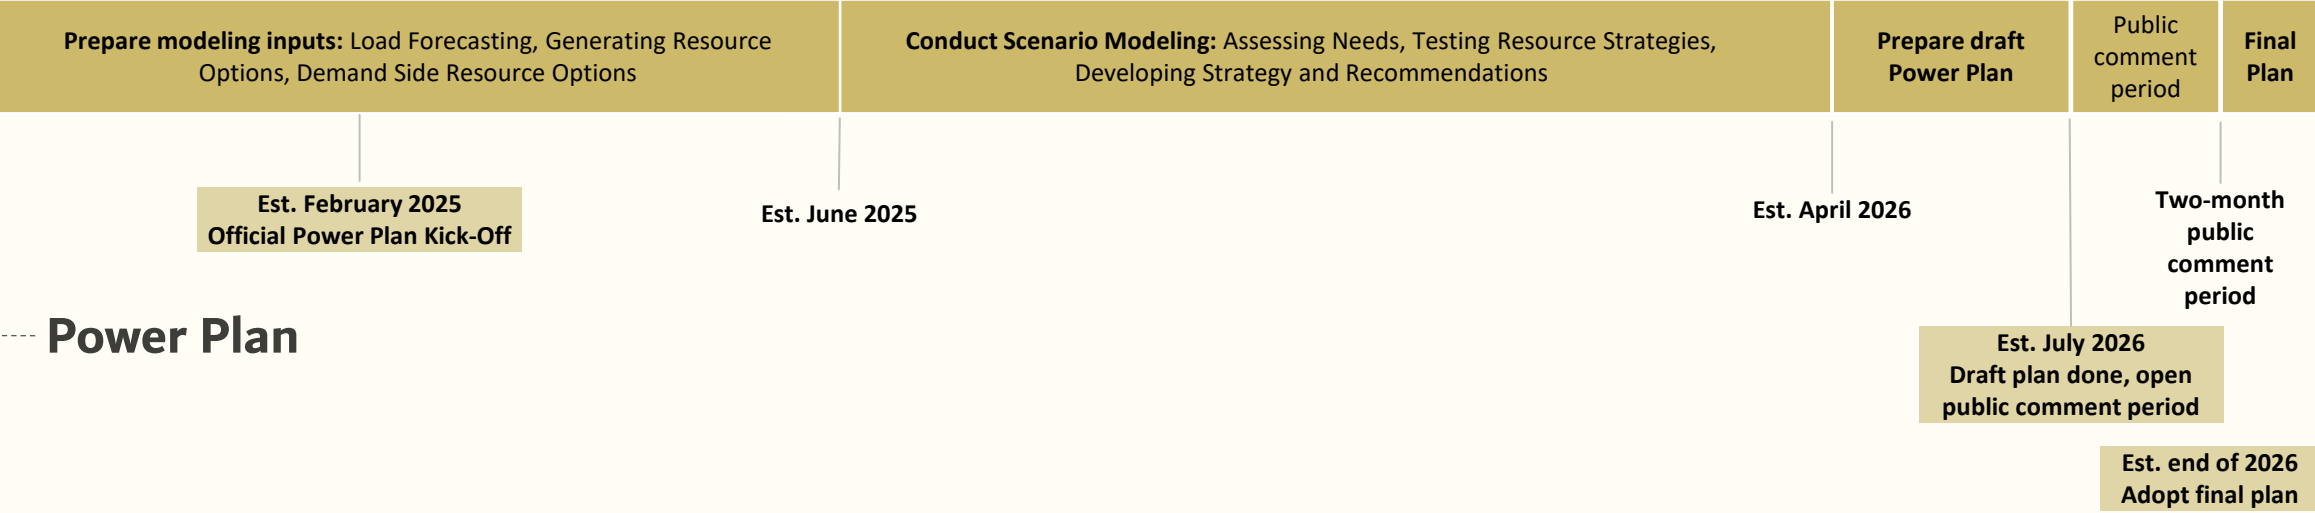 Prepare modeling inputs: Load Forecasting, Generating Resource
Options, Demand Side Resource Options
Conduct Scenario Modeling: Assessing Needs, Testing Resource Strategies,
Developing Strategy and Recommendations
Prepare draft
Power Plan
Public
comment
period
Final
Plan
Est. February 2025
Official Power Plan Kick-Off
Est. June 2025
Est. April 2026
Two-month
public
comment
period
Power Plan
Est. July 2026
Draft plan done, open
public comment period
Est. end of 2026
Adopt final plan